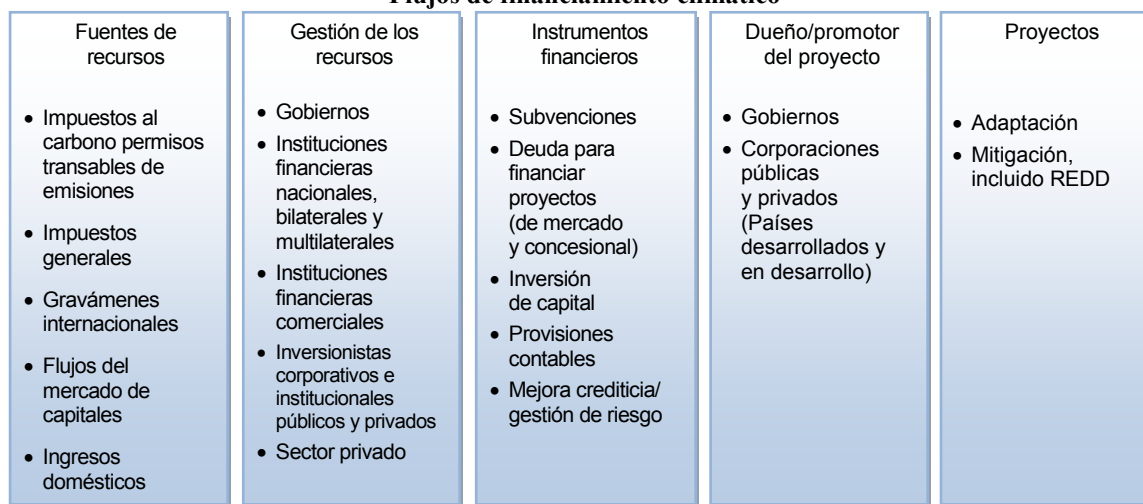 Flujos de financiamiento climático
Fuentes de
recursos
• Impuestos al
carbono permisos
transables de
emisiones
• Impuestos
generales
• Gravámenes
internacionales
• Flujos del
mercado de
capitales
• Ingresos
domésticos
Gestión de los
recursos
• Gobiernos
• Instituciones
financieras
nacionales,
bilaterales y
multilaterales
• Instituciones
financieras
comerciales
• Inversionistas
corporativos e
institucionales
públicos y privados
• Sector privado
Instrumentos
financieros
• Subvenciones
• Deuda para
financiar
proyectos
(de mercado
y concesional)
• Inversión
de capital
• Provisiones
contables
• Mejora crediticia/
gestión de riesgo
Dueño/promotor
del proyecto
• Gobiernos
• Corporaciones
públicas
y privados
(Países
desarrollados y
en desarrollo)
Proyectos
• Adaptación
• Mitigación,
incluido REDD